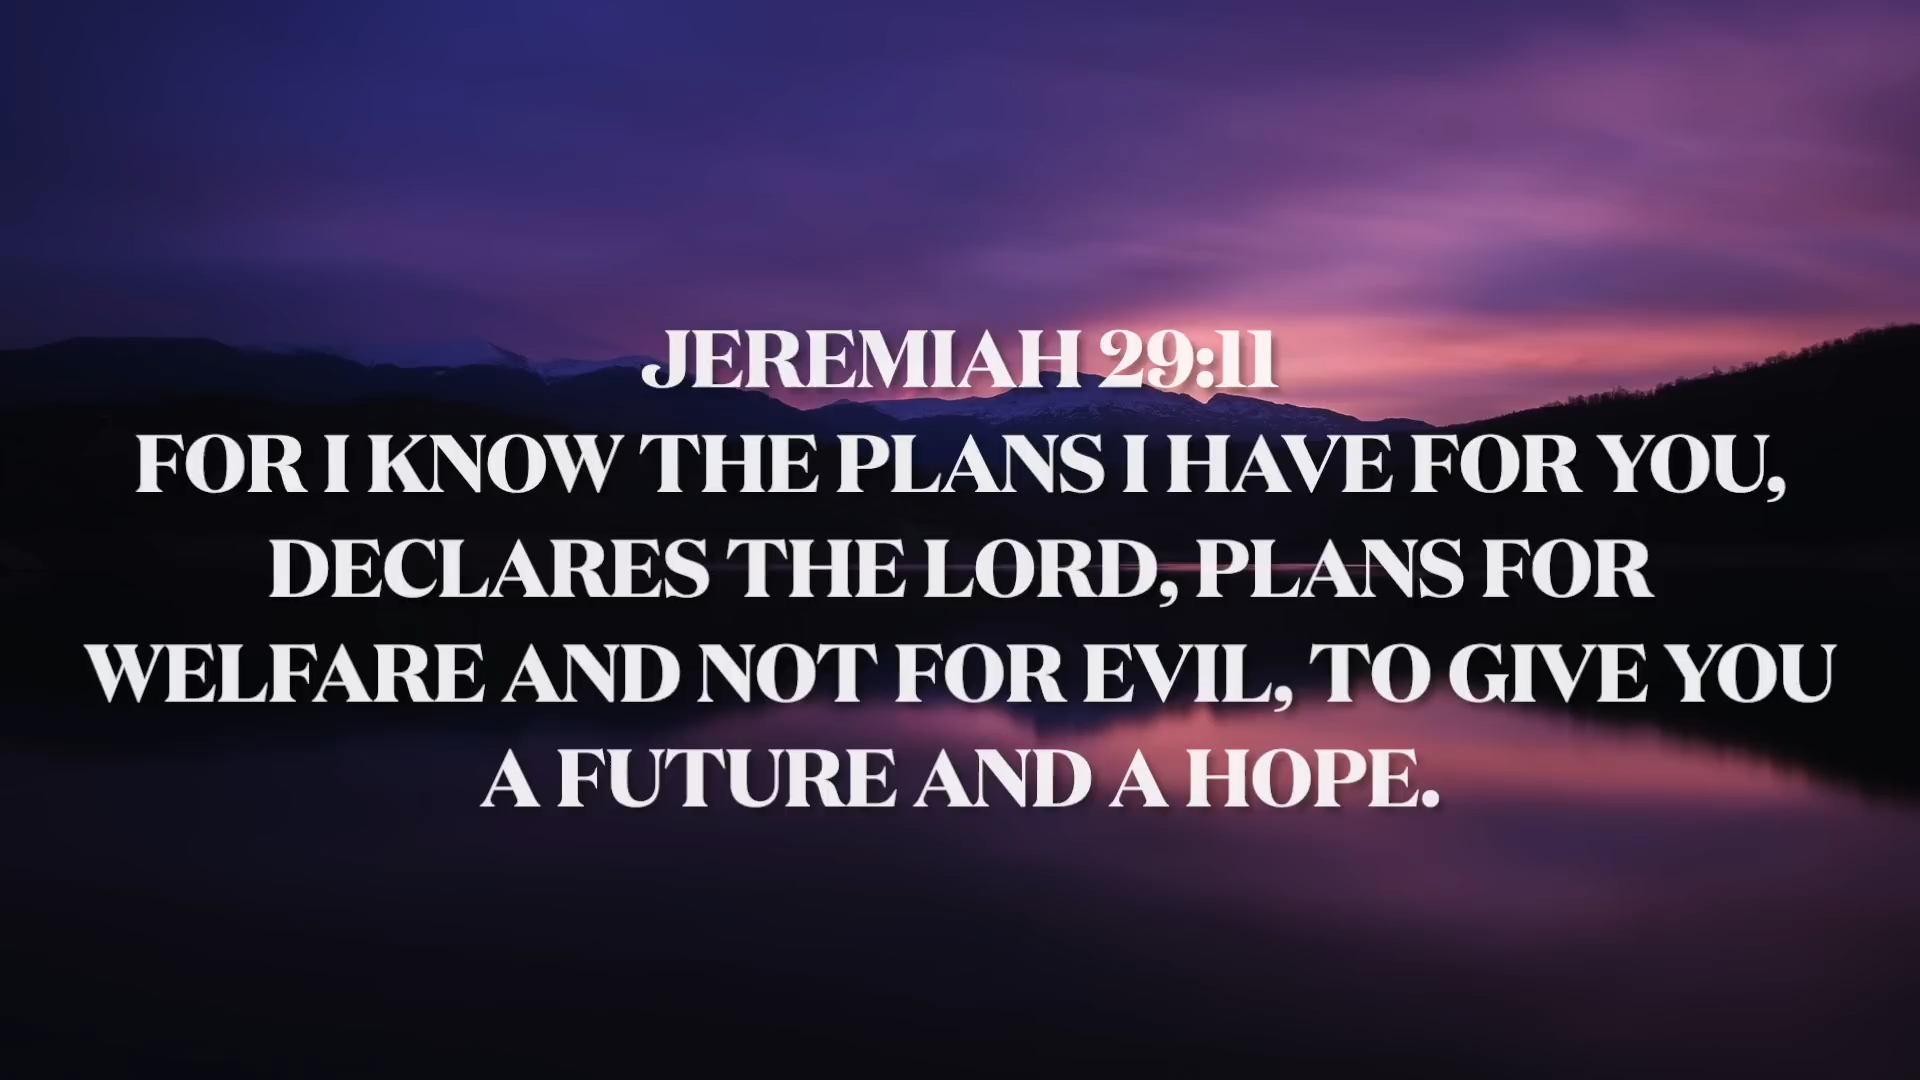 JEREMIAH 29:11
FOR I KNOW THE PLANS I HAVE FOR YOU,
DECLARES THE LORD, PLANS FOR
WELFARE AND NOT FOR EVIL, TO GIVE YOU
A FUTURE AND A HOPE.